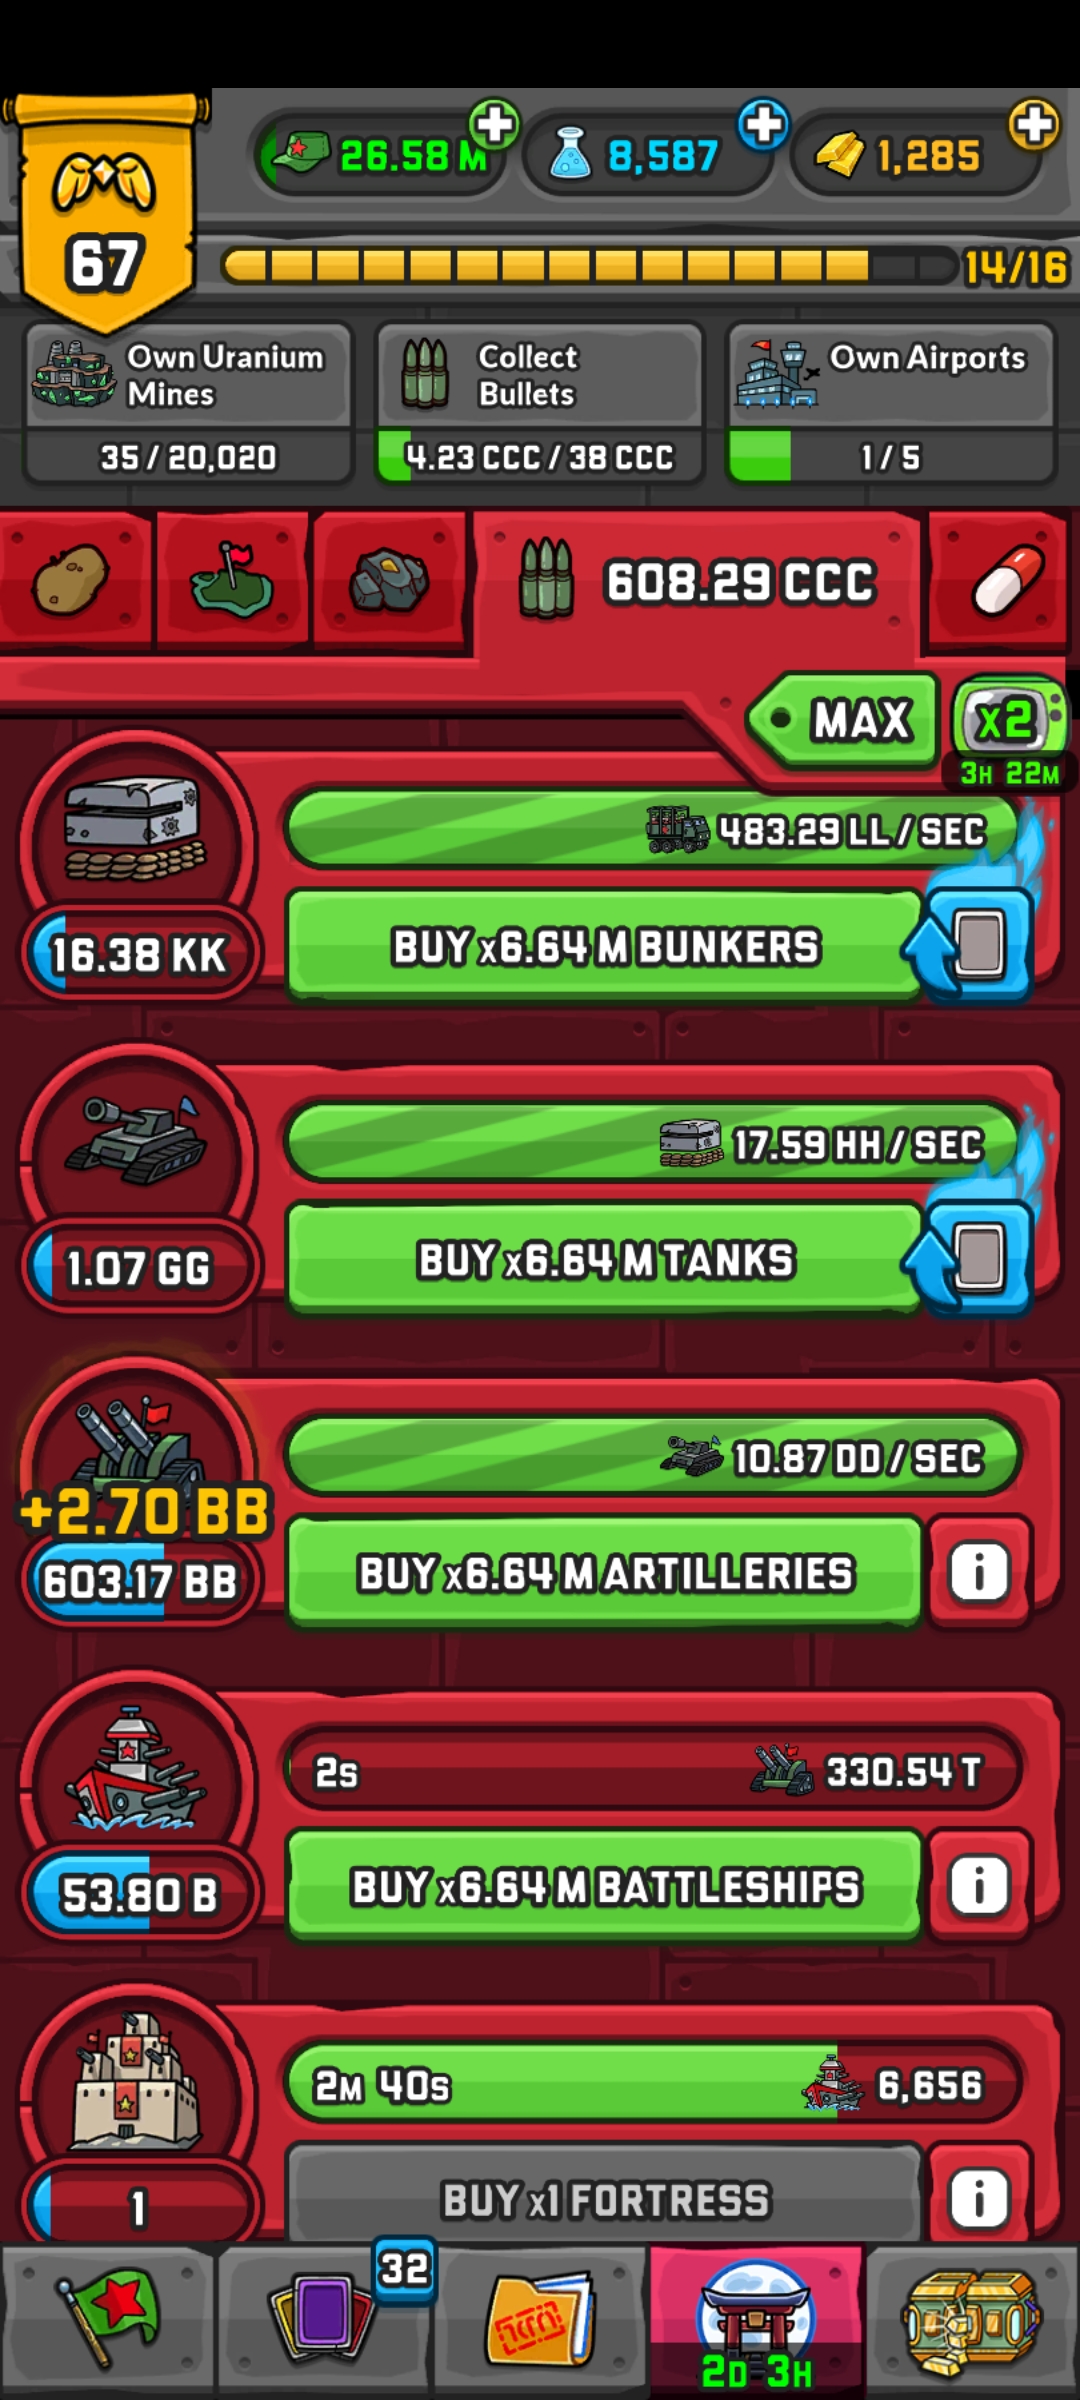 26.58 M
8,587
1,285
67
14/16
Own Uranium
Mines
35 / 20,020
Collect
Bullets
4.23 CCC / 38 CCC
Own Airports
1 / 5
608.29 CCC
MAX
x2
3H 22M
483.29 LL / SEC
16.38 KK
BUY x6.64 M BUNKERS
17.59 HH / SEC
1.07 GG
BUY x6.64 M TANKS
10.87 DD / SEC
+2.70 BB
603.17 BB
BUY x6.64 M ARTILLERIES
i
2s
330.54 T
53.80 B
BUY x6.64 M BATTLESHIPS
i
2M 40s
6,656
1
BUY x1 FORTRESS
i
32
2D 3H